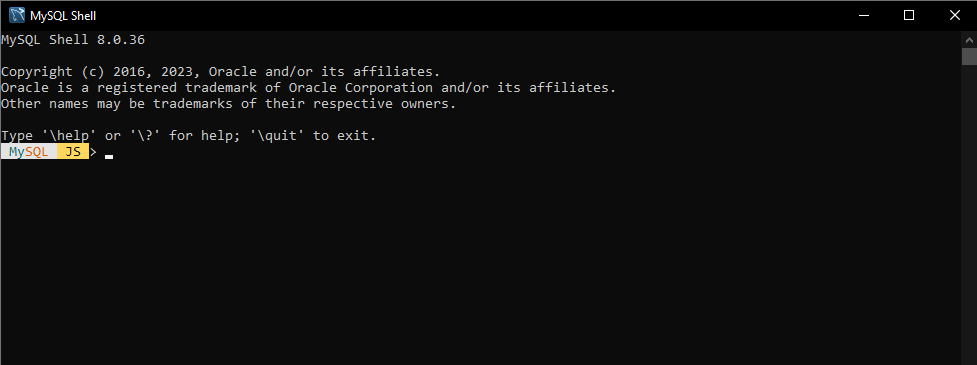 MySQL Shell
MySQL Shell 8.0.36
Copyright (c) 2016, 2023, Oracle and/or its affiliates.
Oracle is a registered trademark of Oracle Corporation and/or its affiliates.
Other names may be trademarks of their respective owners.
Type '\help' or '\?' for help; '\quit' to exit.
MySQL JS > _